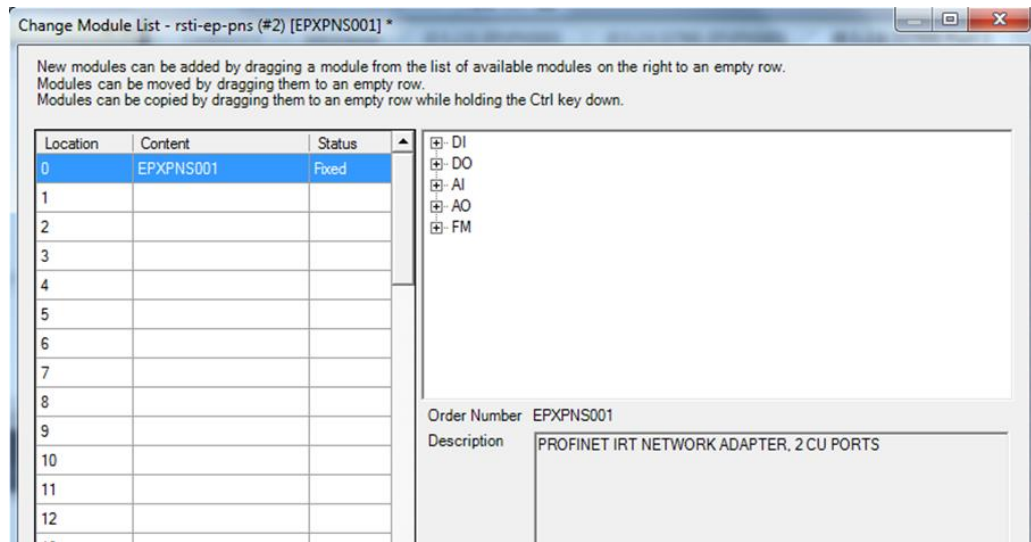 Change Module List - rsti-ep-pns (#2) [EPXPNS001] *
New modules can be added by dragging a module from the list of available modules on the right to an empty row.
Modules can be moved by dragging them to an empty row.
Modules can be copied by dragging them to an empty row while holding the Ctrl key down.
Location Content Status
0 EPXPNS001 Fixed
1
2
3
4
5
6
7
8
9
10
11
12
DI
DO
AI
AO
FM
Order Number EPXPNS001
Description PROFINET IRT NETWORK ADAPTER, 2 CU PORTS